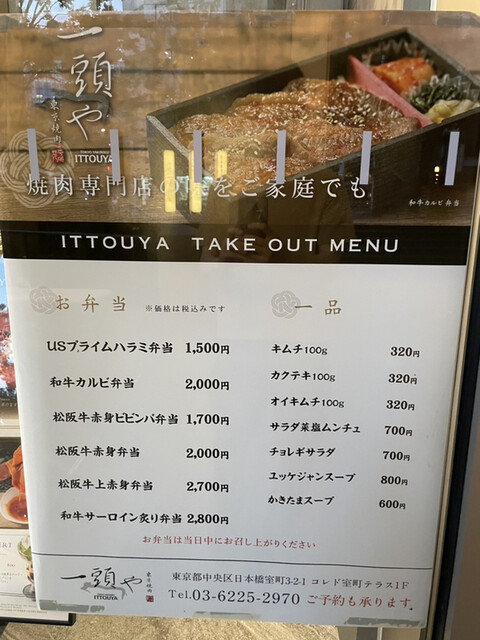 一頭や
東京焼肉
ITTOUYA
焼肉専門店の をご家庭でも
和牛カルビ弁当
ITTOUYA TAKE OUT MENU
お弁当 ※価格は税込みです
USプライムハラミ弁当 1,500円
和牛カルビ弁当 2,000円
松阪牛赤身ビビンバ弁当 1,700円
松阪牛赤身弁当 2,000円
松阪牛上赤身弁当 2,700円
和牛サーロイン炙り弁当 2,800円
一品
キムチ100g 320円
カクテキ100g 320円
オイキムチ100g 320円
サラダ菜塩ムンチュ 700円
チョレギサラダ 700円
ユッケジャンスープ 800円
かきたまスープ 600円
お弁当は当日中にお召し上がりください
一頭や
東京焼肉
ITTOUYA
東京都中央区日本橋室町3-2-1 コレド室町テラス1F
Tel.03-6225-2970 ご予約も承ります。